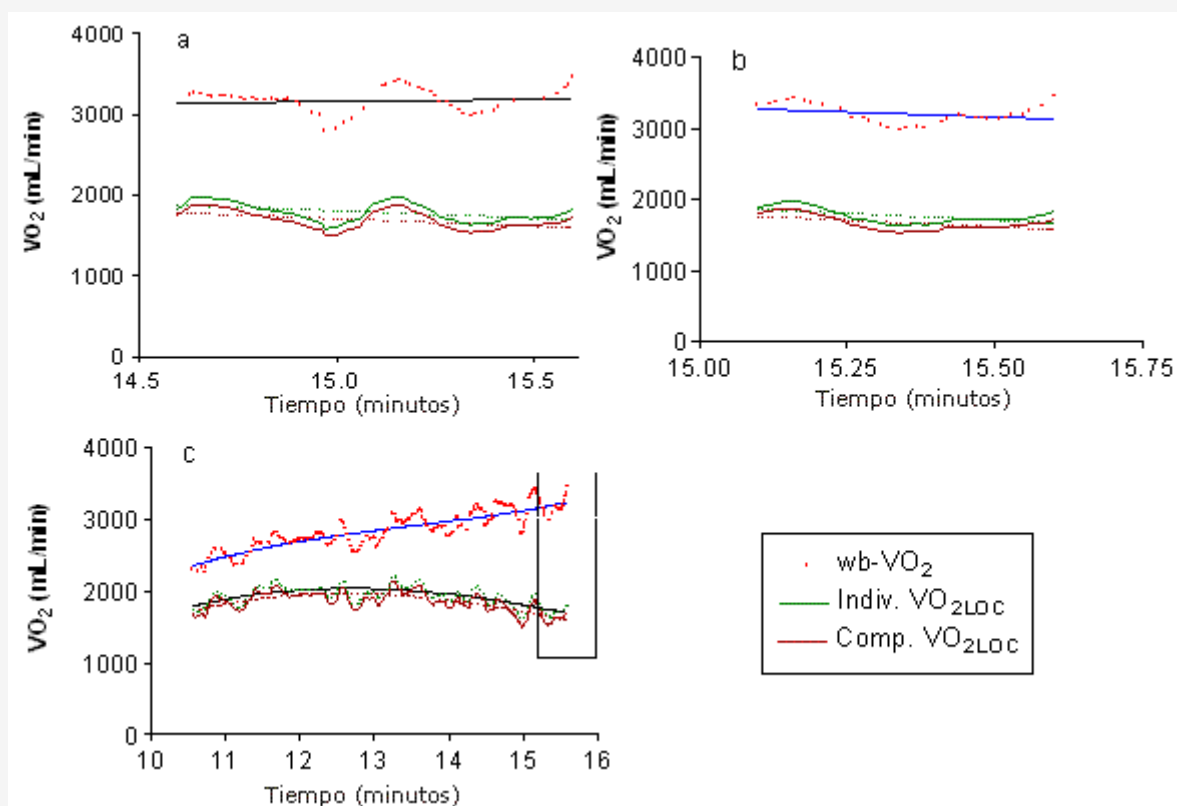 a
4000
3000
2000
1000
0
VO2 (mL/min)
14.5
15.0
15.5
Tiempo (minutos)
b
4000
3000
2000
1000
0
VO2 (mL/min)
15.00
15.25
15.50
15.75
Tiempo (minutos)
c
4000
3000
2000
1000
0
VO2 (mL/min)
10
11
12
13
14
15
16
Tiempo (minutos)
wb-VO2
Indiv. VO2LOC
Comp. VO2LOC